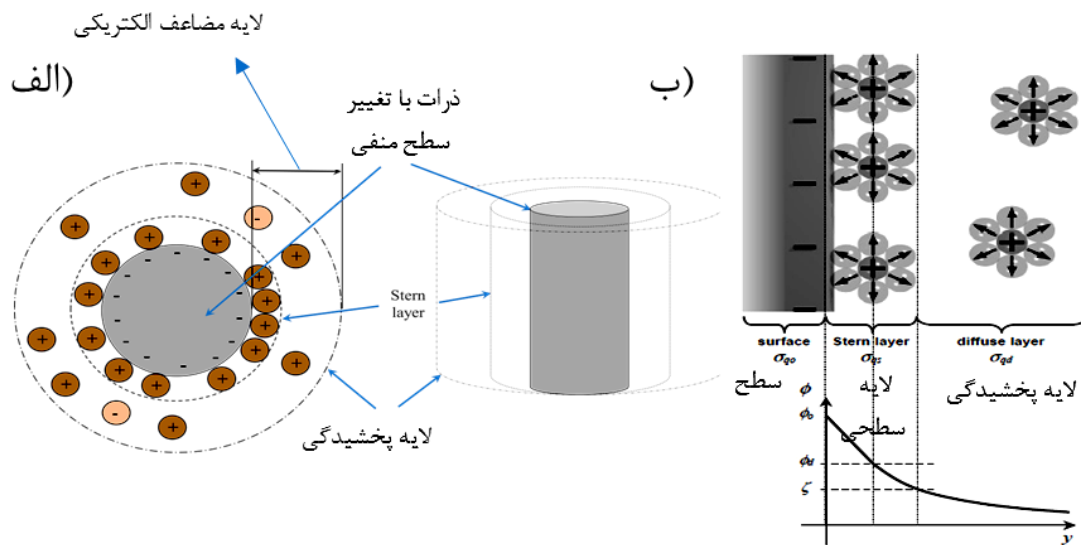 لایه مضاعف الکتریکی
الف)
ذرات با تغییر
سطح منفی
Stern
layer
لایه پخشیدگی
ب)
surface
σqo
Stern layer
σqs
diffuse layer
σqd
سطح
لایه
سطحی
لایه پخشیدگی
ϕ
ϕo
ϕd
ζ
y